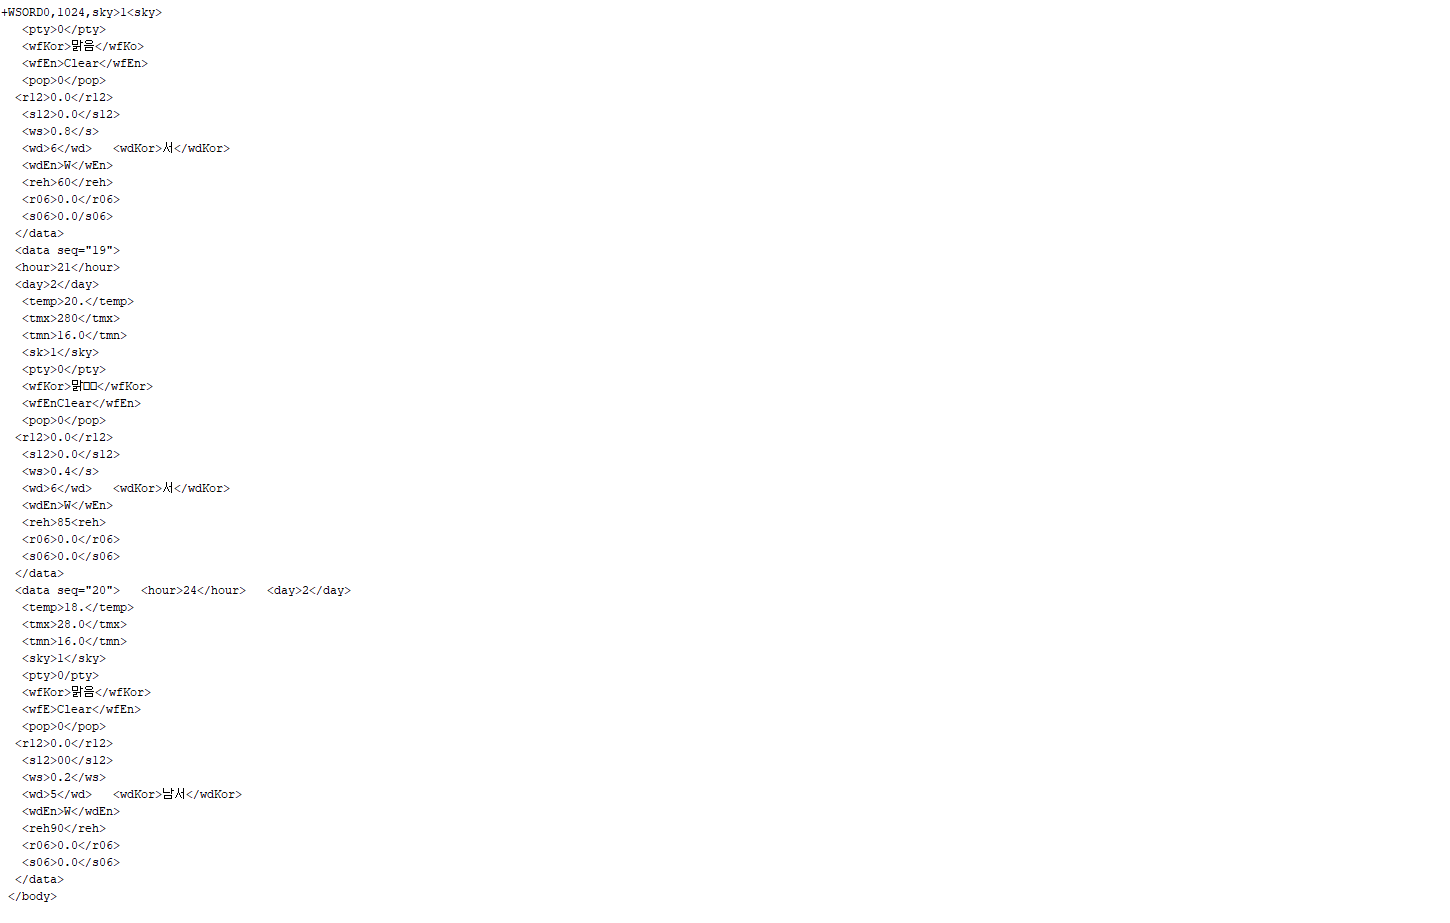 +WSORD0,1024,sky>1<sky>
<pty>0</pty>
<wfKor>맑음</wfKo>
<wfEn>Clear</wfEn>
<pop>0</pop>
<r12>0.0</r12>
<s12>0.0</s12>
<ws>0.8</s>
<wd>6</wd> <wdKor>서</wdKor>
<wdEn>W</wEn>
<reh>60</reh>
<r06>0.0</r06>
<s06>0.0/s06>
</data>
<data seq="19">
<hour>21</hour>
<day>2</day>
<temp>20.</temp>
<tmx>280</tmx>
<tmn>16.0</tmn>
<sk>1</sky>
<pty>0</pty>
<wfKor>맑□□</wfKor>
<wfEnClear</wfEn>
<pop>0</pop>
<r12>0.0</r12>
<s12>0.0</s12>
<ws>0.4</s>
<wd>6</wd> <wdKor>서</wdKor>
<wdEn>W</wEn>
<reh>85<reh>
<r06>0.0</r06>
<s06>0.0</s06>
</data>
<data seq="20"> <hour>24</hour> <day>2</day>
<temp>18.</temp>
<tmx>28.0</tmx>
<tmn>16.0</tmn>
<sky>1</sky>
<pty>0/pty>
<wfKor>맑음</wfKor>
<wfE>Clear</wfEn>
<pop>0</pop>
<r12>0.0</r12>
<s12>00</s12>
<ws>0.2</ws>
<wd>5</wd> <wdKor>남서</wdKor>
<wdEn>W</wdEn>
<reh90</reh>
<r06>0.0</r06>
<s06>0.0</s06>
</data>
</body>